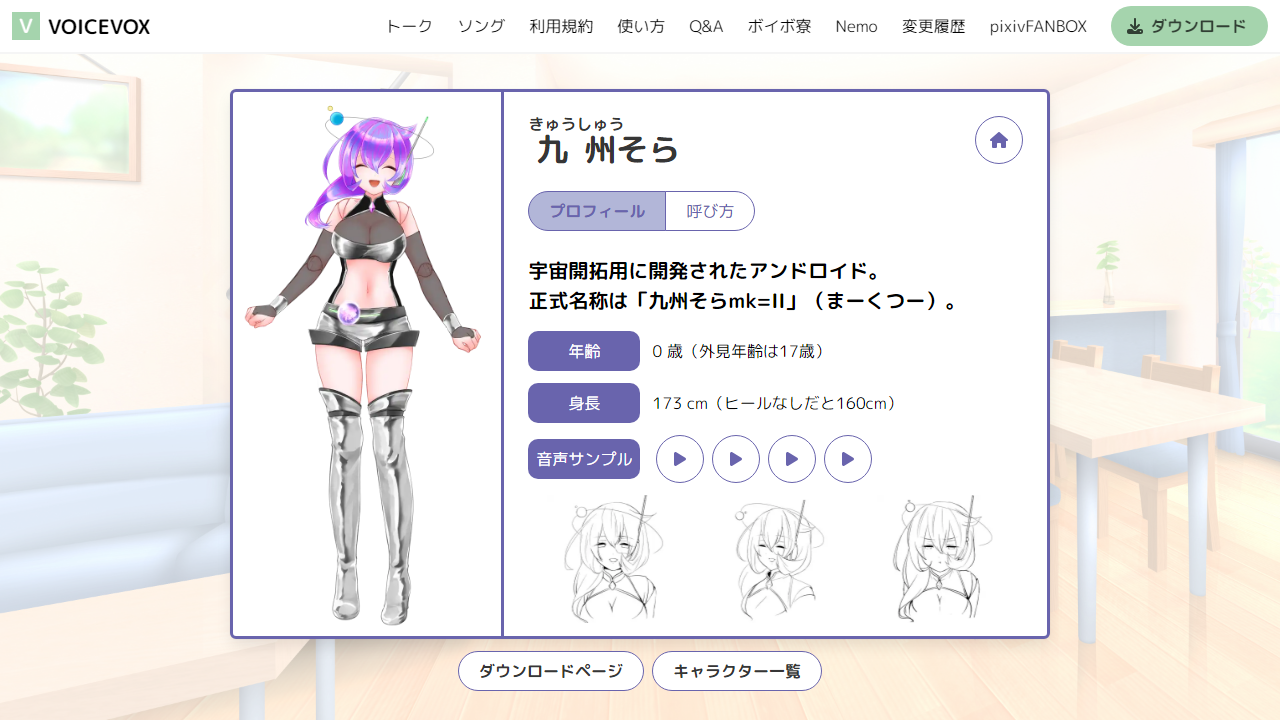 V VOICEVOX トーク ソング 利用規約 使い方 Q&A ボイボ寮 Nemo 変更履歴 pixivFANBOX ダウンロード
きゅうしゅう
九州そら
プロフィール 呼び方
宇宙開拓用に開発されたアンドロイド。
正式名称は「九州そらmk=II」（まーくつー）。
年齢 0 歳（外見年齢は17歳）
身長 173 cm（ヒールなしだと160cm）
音声サンプル
ダウンロードページ キャラクター一覧